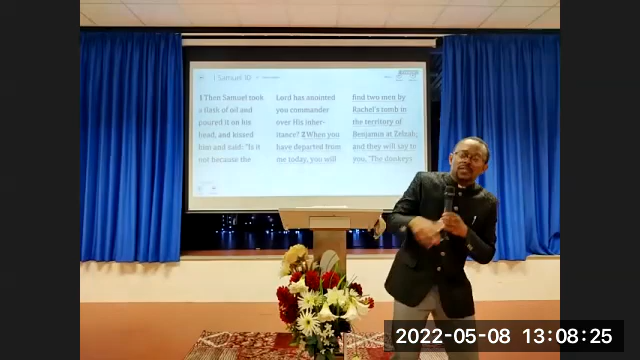 1 Samuel 10
1 Then Samuel took
a flask of oil and
poured it on his
head, and kissed
him and said: "Is it
not because the
Lord has anointed
you commander
over His inher-
itance? 2 When you
have departed from
me today, you will
find two men by
Rachel's tomb in
the territory of
Benjamin at Zelzah;
and they will say to
you, 'The donkeys
2022-05-08 13:08:25